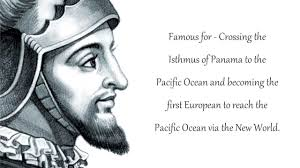 Famous for - Crossing the
Isthmus of Panama to the
Pacific Ocean and becoming the
first European to reach the
Pacific Ocean via the New World.